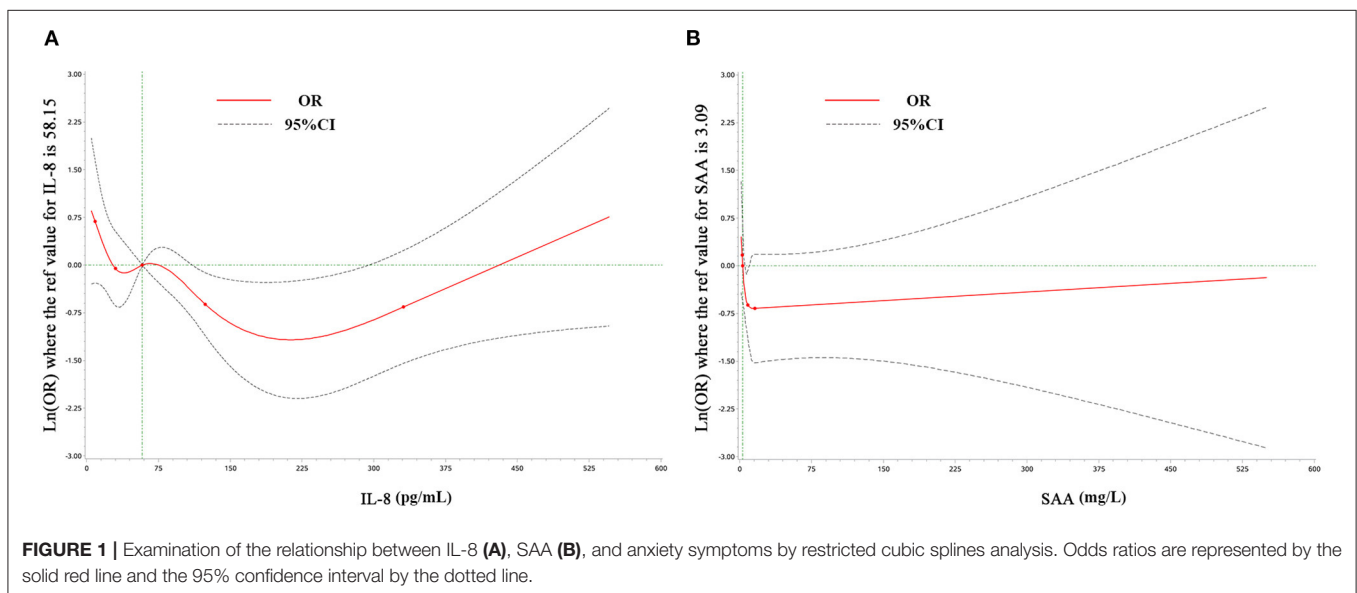 A
Ln(OR) where the ref value for IL-8 is 58.15
3.00
2.25
1.50
0.75
0.00
-0.75
-1.50
-2.25
-3.00
OR
95%CI
0 75 150 225 300 375 450 525 600
IL-8 (pg/mL)
B
Ln(OR) where the ref value for SAA is 3.09
3.00
2.25
1.50
0.75
0.00
-0.75
-1.50
-2.25
-3.00
OR
95%CI
0 75 150 225 300 375 450 525 600
SAA (mg/L)
FIGURE 1 | Examination of the relationship between IL-8 (A), SAA (B), and anxiety symptoms by restricted cubic splines analysis. Odds ratios are represented by the
solid red line and the 95% confidence interval by the dotted line.